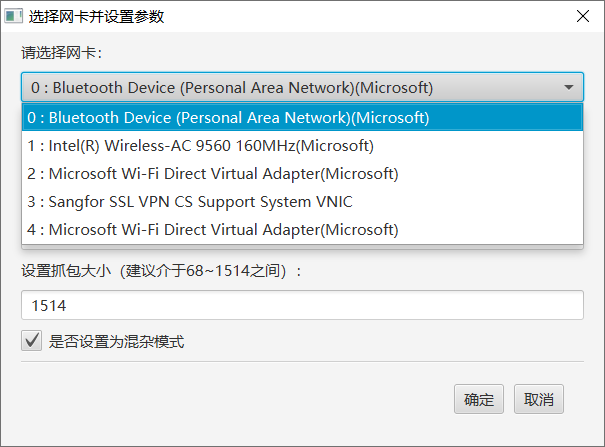 选择网卡并设置参数
请选择网卡：
0 : Bluetooth Device (Personal Area Network)(Microsoft)
0 : Bluetooth Device (Personal Area Network)(Microsoft)
1 : Intel(R) Wireless-AC 9560 160MHz(Microsoft)
2 : Microsoft Wi-Fi Direct Virtual Adapter(Microsoft)
3 : Sangfor SSL VPN CS Support System VNIC
4 : Microsoft Wi-Fi Direct Virtual Adapter(Microsoft)
设置抓包大小（建议介于68~1514之间）：
1514
是否设置为混杂模式
确定 取消